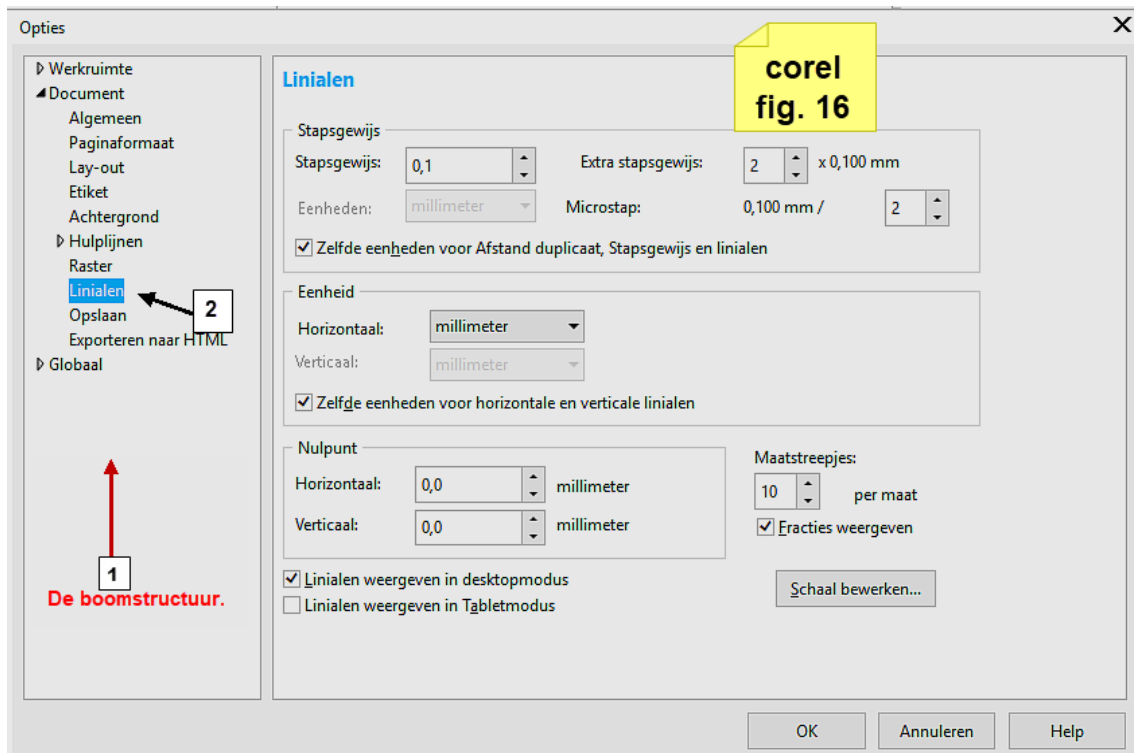 Opties
Werkruimte
Document
Algemeen
Paginaformaat
Lay-out
Etiket
Achtergrond
Hulplijnen
Raster
Linialen
Opslaan
Exporteren naar HTML
Globaal
2
1
De boomstructuur.
corel
fig. 16
Linialen
Stapsgewijs
Stapsgewijs: 0,1 Extra stapsgewijs: 2 x 0,100 mm
Eenheden: millimeter Microstap: 0,100 mm / 2
Zelfde eenheden voor Afstand duplicaat, Stapsgewijs en linialen
Eenheid
Horizontaal: millimeter
Verticaal: millimeter
Zelfde eenheden voor horizontale en verticale linialen
Nulpunt
Horizontaal: 0,0 millimeter
Verticaal: 0,0 millimeter
Maatstreepjes:
10 per maat
Fracties weergeven
Linialen weergeven in desktopmodus
Linialen weergeven in Tabletmodus
Schaal bewerken...
OK Annuleren Help